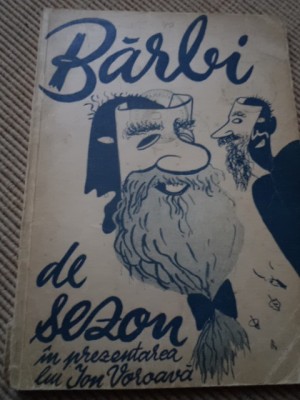 Bărbi
de
sezon
în prezentarea
lui Ion Voroavă